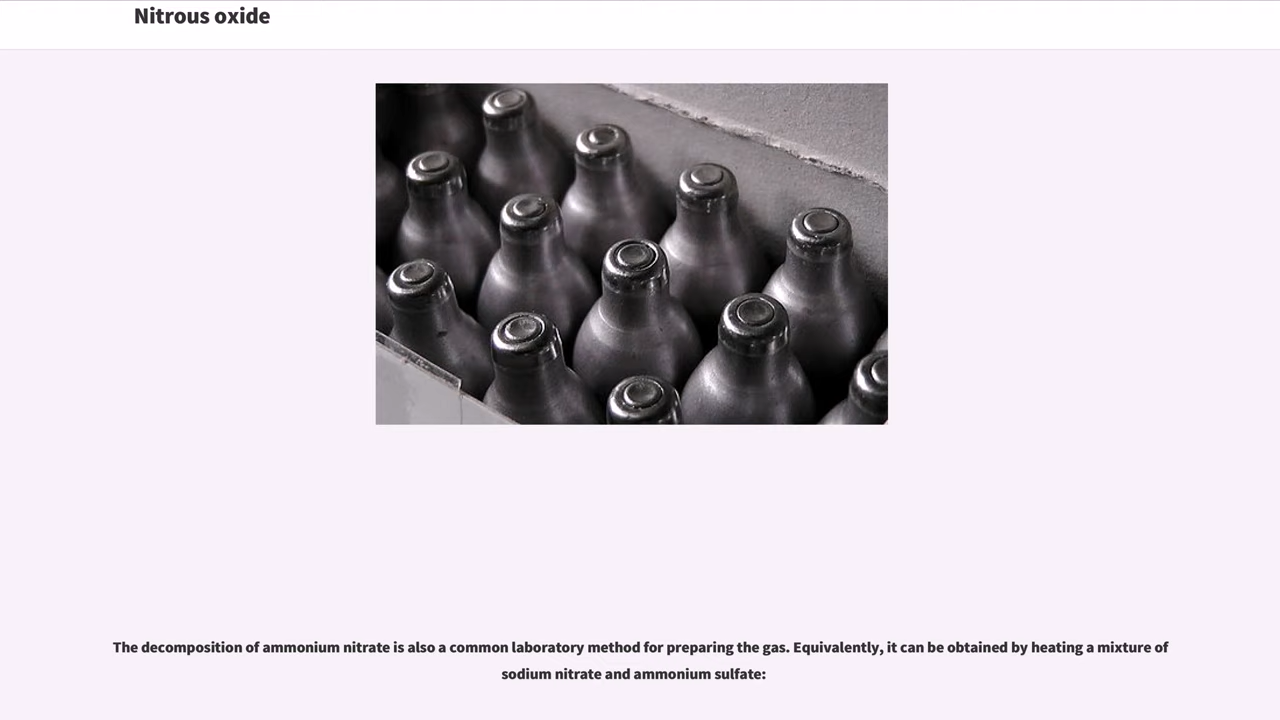 Nitrous oxide
The decomposition of ammonium nitrate is also a common laboratory method for preparing the gas. Equivalently, it can be obtained by heating a mixture of
sodium nitrate and ammonium sulfate: